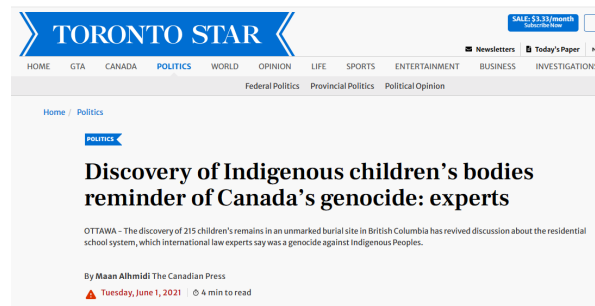 SALE: $3.33/month
Subscribe Now
TORONTO STAR
Newsletters Today's Paper
HOME GTA CANADA POLITICS WORLD OPINION LIFE SPORTS ENTERTAINMENT BUSINESS INVESTIGATIONS
Federal Politics Provincial Politics Political Opinion
Home / Politics
POLITICS
Discovery of Indigenous children's bodies
reminder of Canada's genocide: experts
OTTAWA – The discovery of 215 children's remains in an unmarked burial site in British Columbia has revived discussion about the residential
school system, which international law experts say was a genocide against Indigenous Peoples.
By Maan Alhmidi The Canadian Press
Tuesday, June 1, 2021 4 min to read